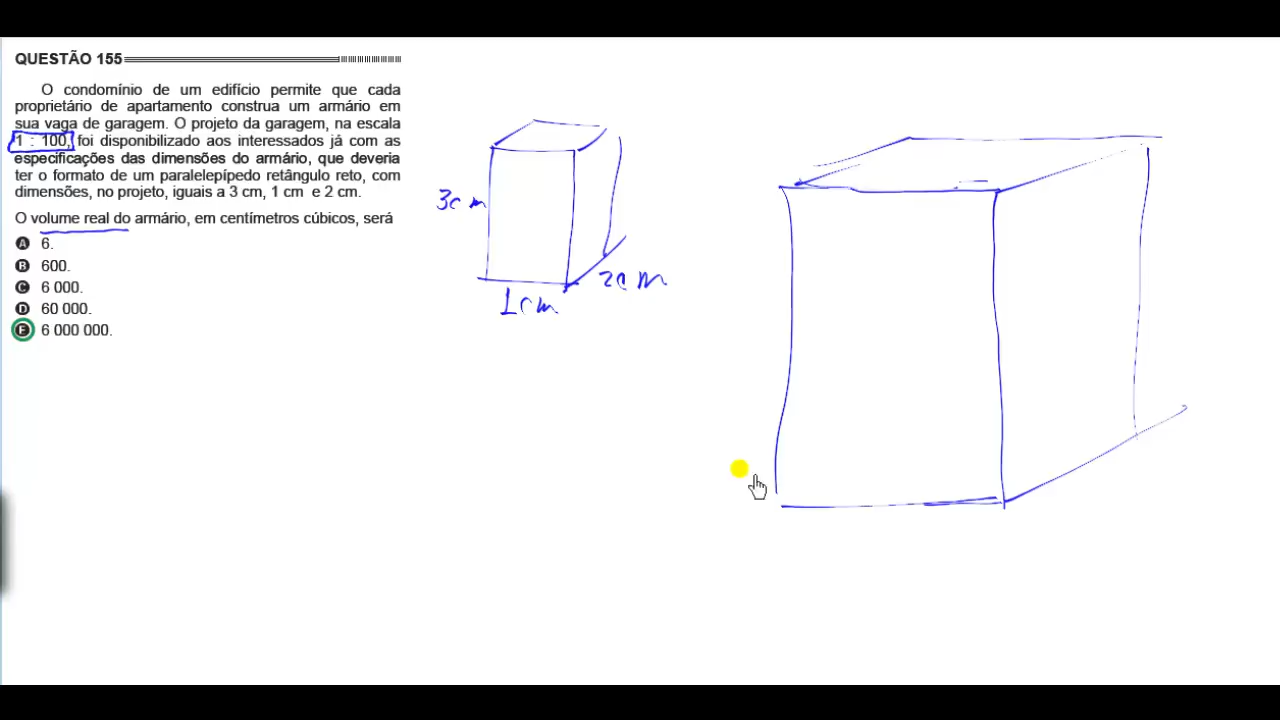 QUESTÃO 155
O condomínio de um edifício permite que cada
proprietário de apartamento construa um armário em
sua vaga de garagem. O projeto da garagem, na escala
1 : 100, foi disponibilizado aos interessados já com as
especificações das dimensões do armário, que deveria
ter o formato de um paralelepípedo retângulo reto, com
dimensões, no projeto, iguais a 3 cm, 1 cm e 2 cm.
O volume real do armário, em centímetros cúbicos, será
A 6.
B 600.
C 6 000.
D 60 000.
E 6 000 000.
3cm
1cm
2cm